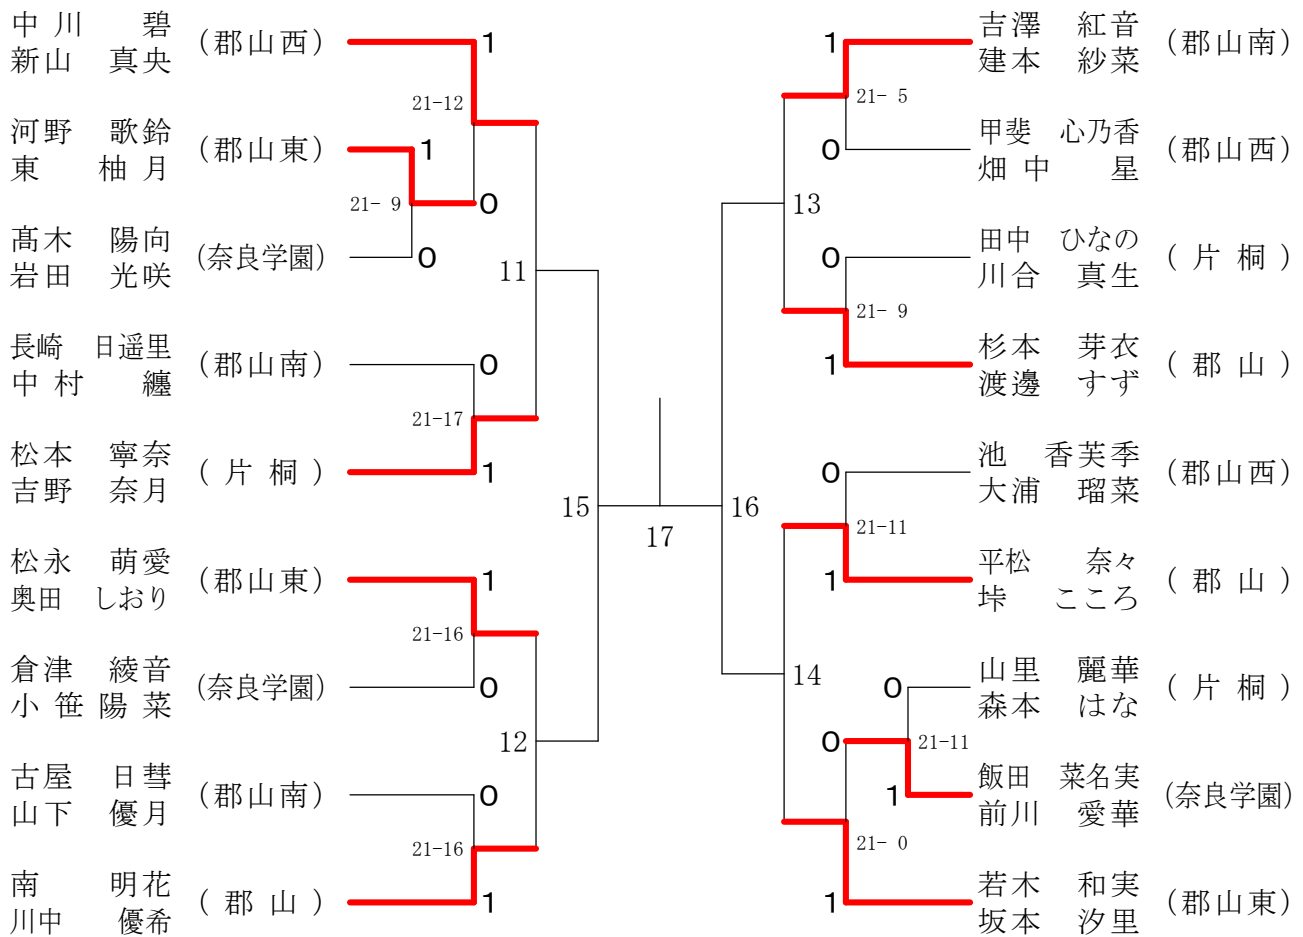 中川 碧
新山 真央
(郡山西)
1
21-12
河野 歌鈴
東 柚月
(郡山東)
1
21- 9
0
髙木 陽向
岩田 光咲
(奈良学園)
0
11
長崎 日遥里
中村 纏
(郡山南)
0
21-17
松本 寧奈
吉野 奈月
(片桐)
1
15
松永 萌愛
奥田 しおり
(郡山東)
1
21-16
倉津 綾音
小笹 陽菜
(奈良学園)
0
12
古屋 日彗
山下 優月
(郡山南)
0
21-16
南 明花
川中 優希
(郡山)
1
17
吉澤 紅音
建本 紗菜
(郡山南)
1
21- 5
甲斐 心乃香
畑中 星
(郡山西)
0
13
田中 ひなの
川合 真生
(片桐)
0
21- 9
杉本 芽衣
渡邊 すず
(郡山)
1
16
池 香芙季
大浦 瑠菜
(郡山西)
0
21-11
平松 奈々
垰 こころ
(郡山)
1
14
山里 麗華
森本 はな
(片桐)
0
0
21-11
飯田 菜名実
前川 愛華
(奈良学園)
1
21- 0
若木 和実
坂本 汐里
(郡山東)
1